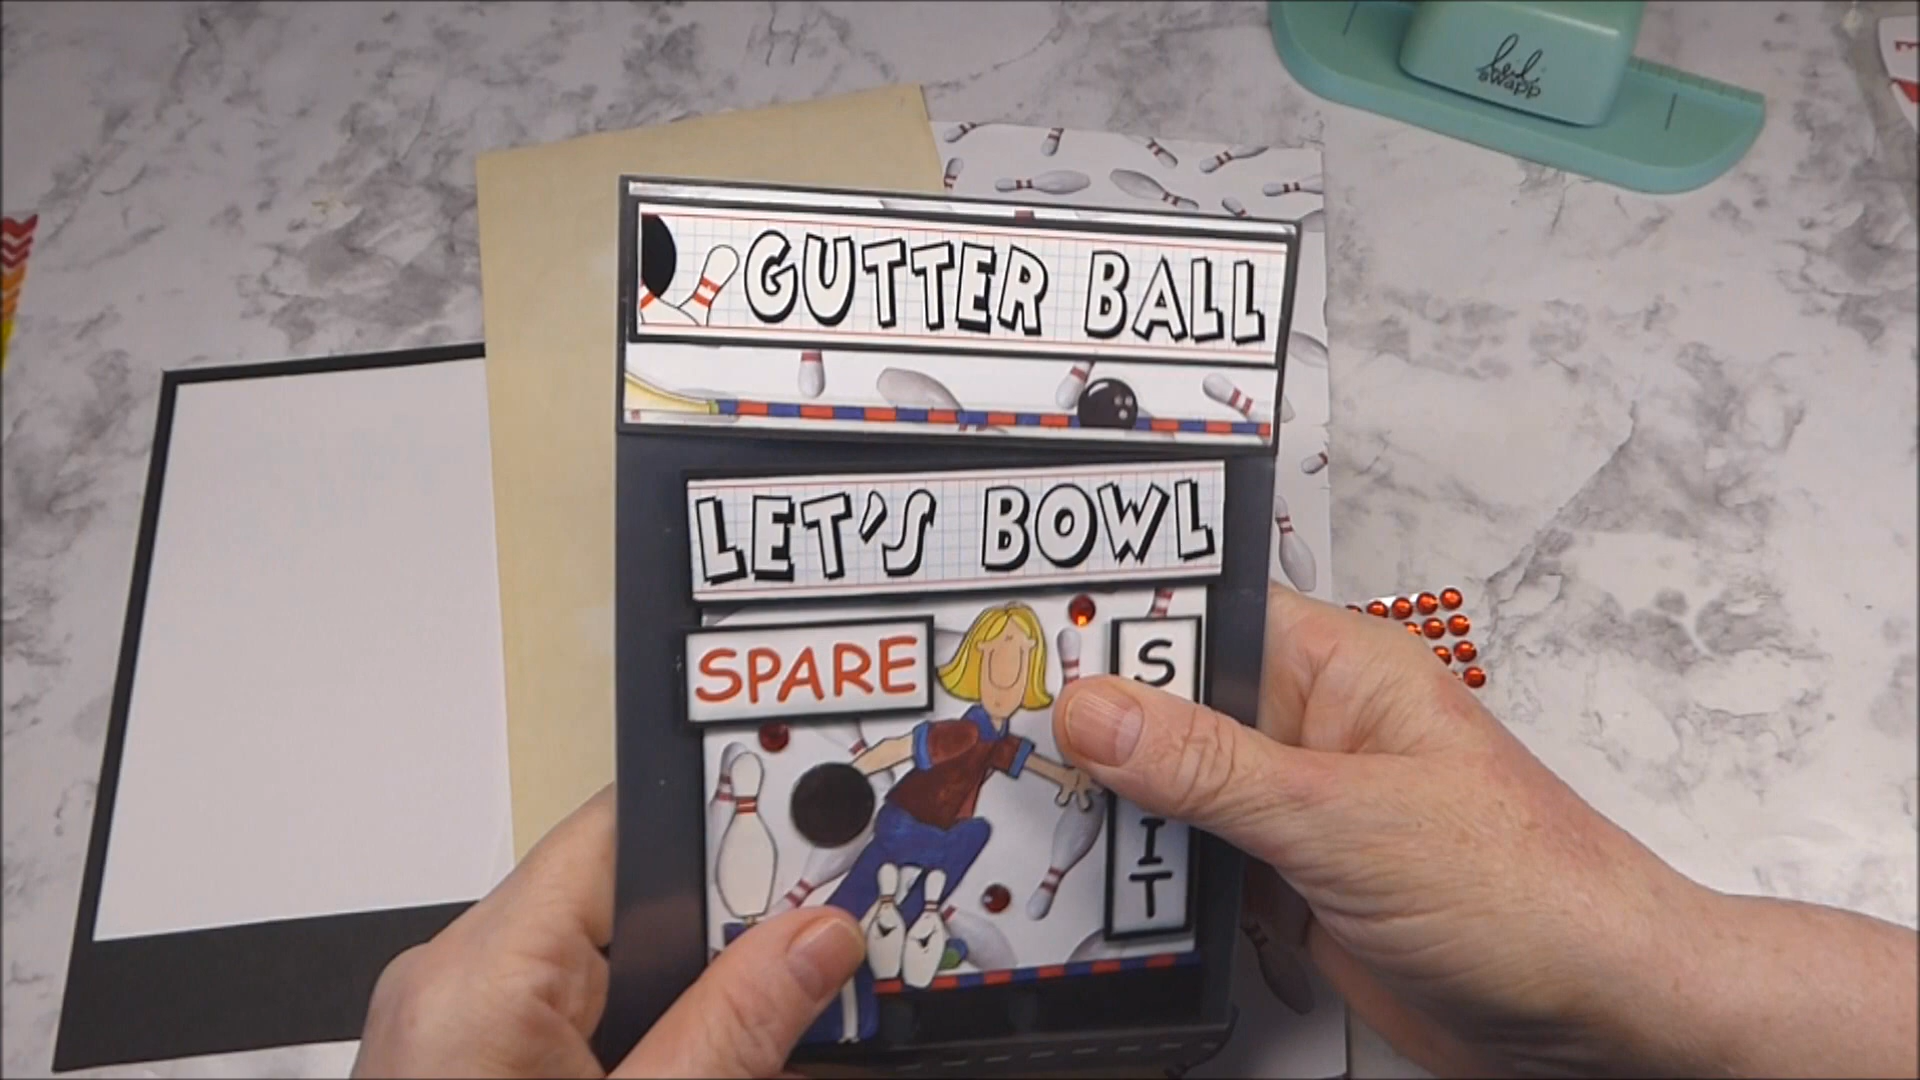 heidi
swapp
GUTTER BALL
LET'S BOWL
SPARE
S
I
T